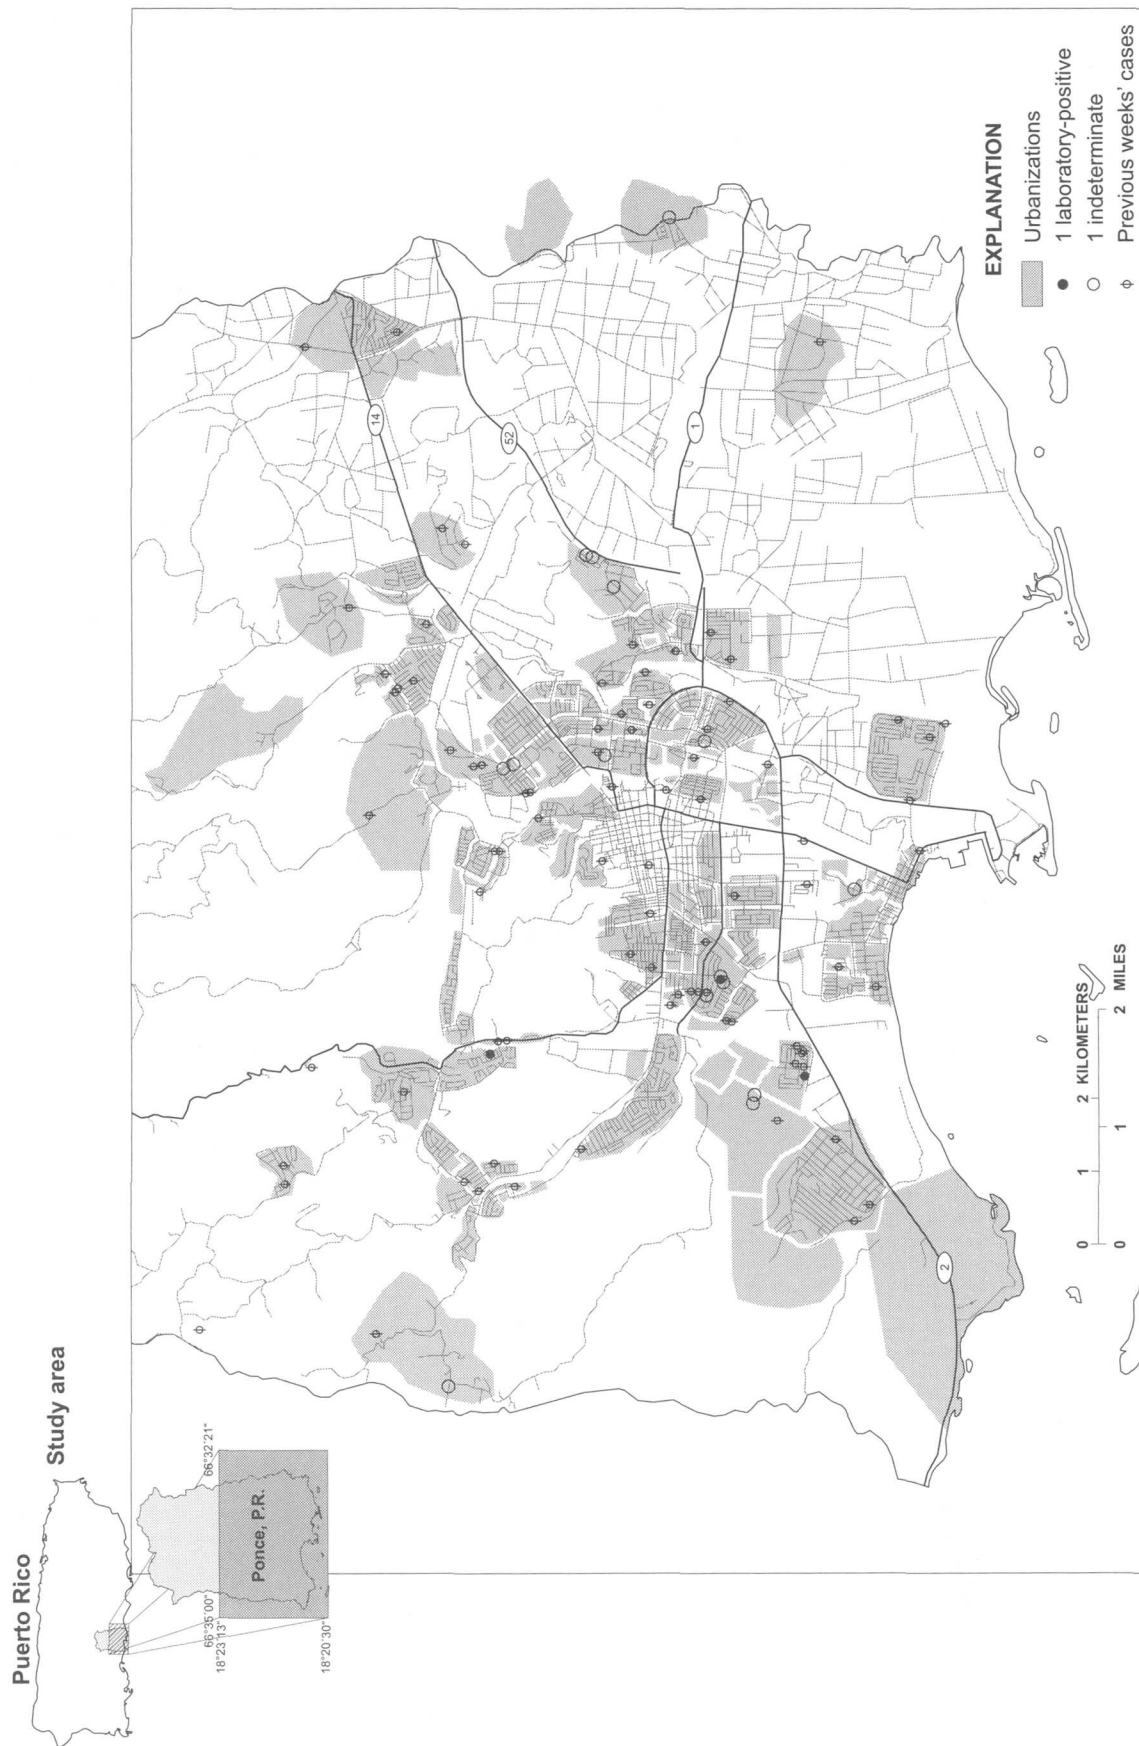 Puerto Rico
Study area
66°35'00"
66°32'21"
18°23'13"
18°20'30"
Ponce, P.R.
14
52
1
2
EXPLANATION
Urbanizations
1 laboratory-positive
1 indeterminate
Previous weeks' cases
0 1 2 KILOMETERS
0 1 2 MILES